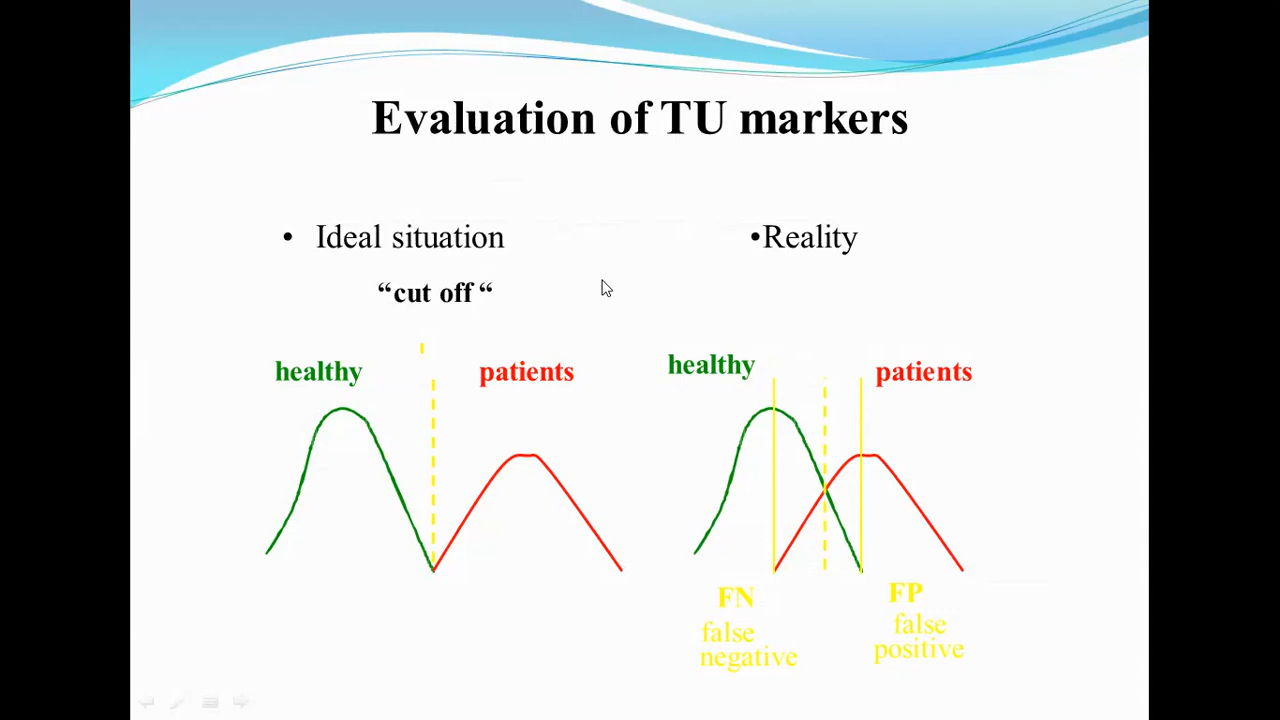 Evaluation of TU markers
• Ideal situation
“cut off “
healthy
patients
•Reality
healthy
patients
FN
false
negative
FP
false
positive